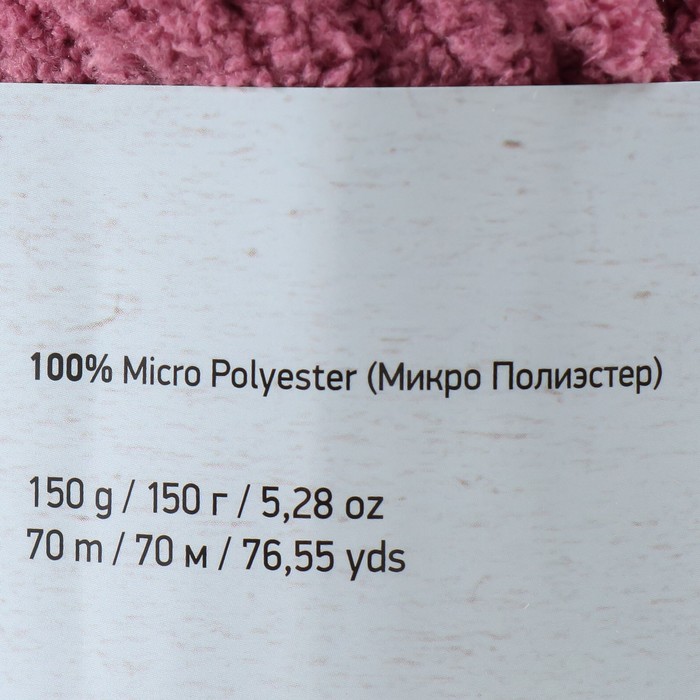 100% Micro Polyester (Микро Полиэстер)
150 g / 150 г / 5,28 oz
70 m / 70 м / 76,55 yds